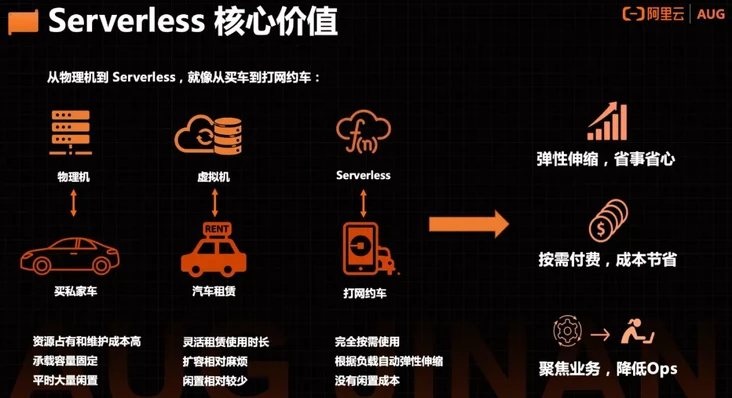 Serverless 核心价值
阿里云 | AUG
从物理机到 Serverless，就像从买车到打网约车：
物理机
虚拟机
Serverless
f(n)
RENT
买私家车
汽车租赁
打网约车
资源占有和维护成本高
承载容量固定
平时大量闲置
灵活租赁使用时长
扩容相对麻烦
闲置相对较少
完全按需使用
根据负载自动弹性伸缩
没有闲置成本
弹性伸缩，省事省心
$
按需付费，成本节省
聚焦业务，降低Ops
AUG JINAN